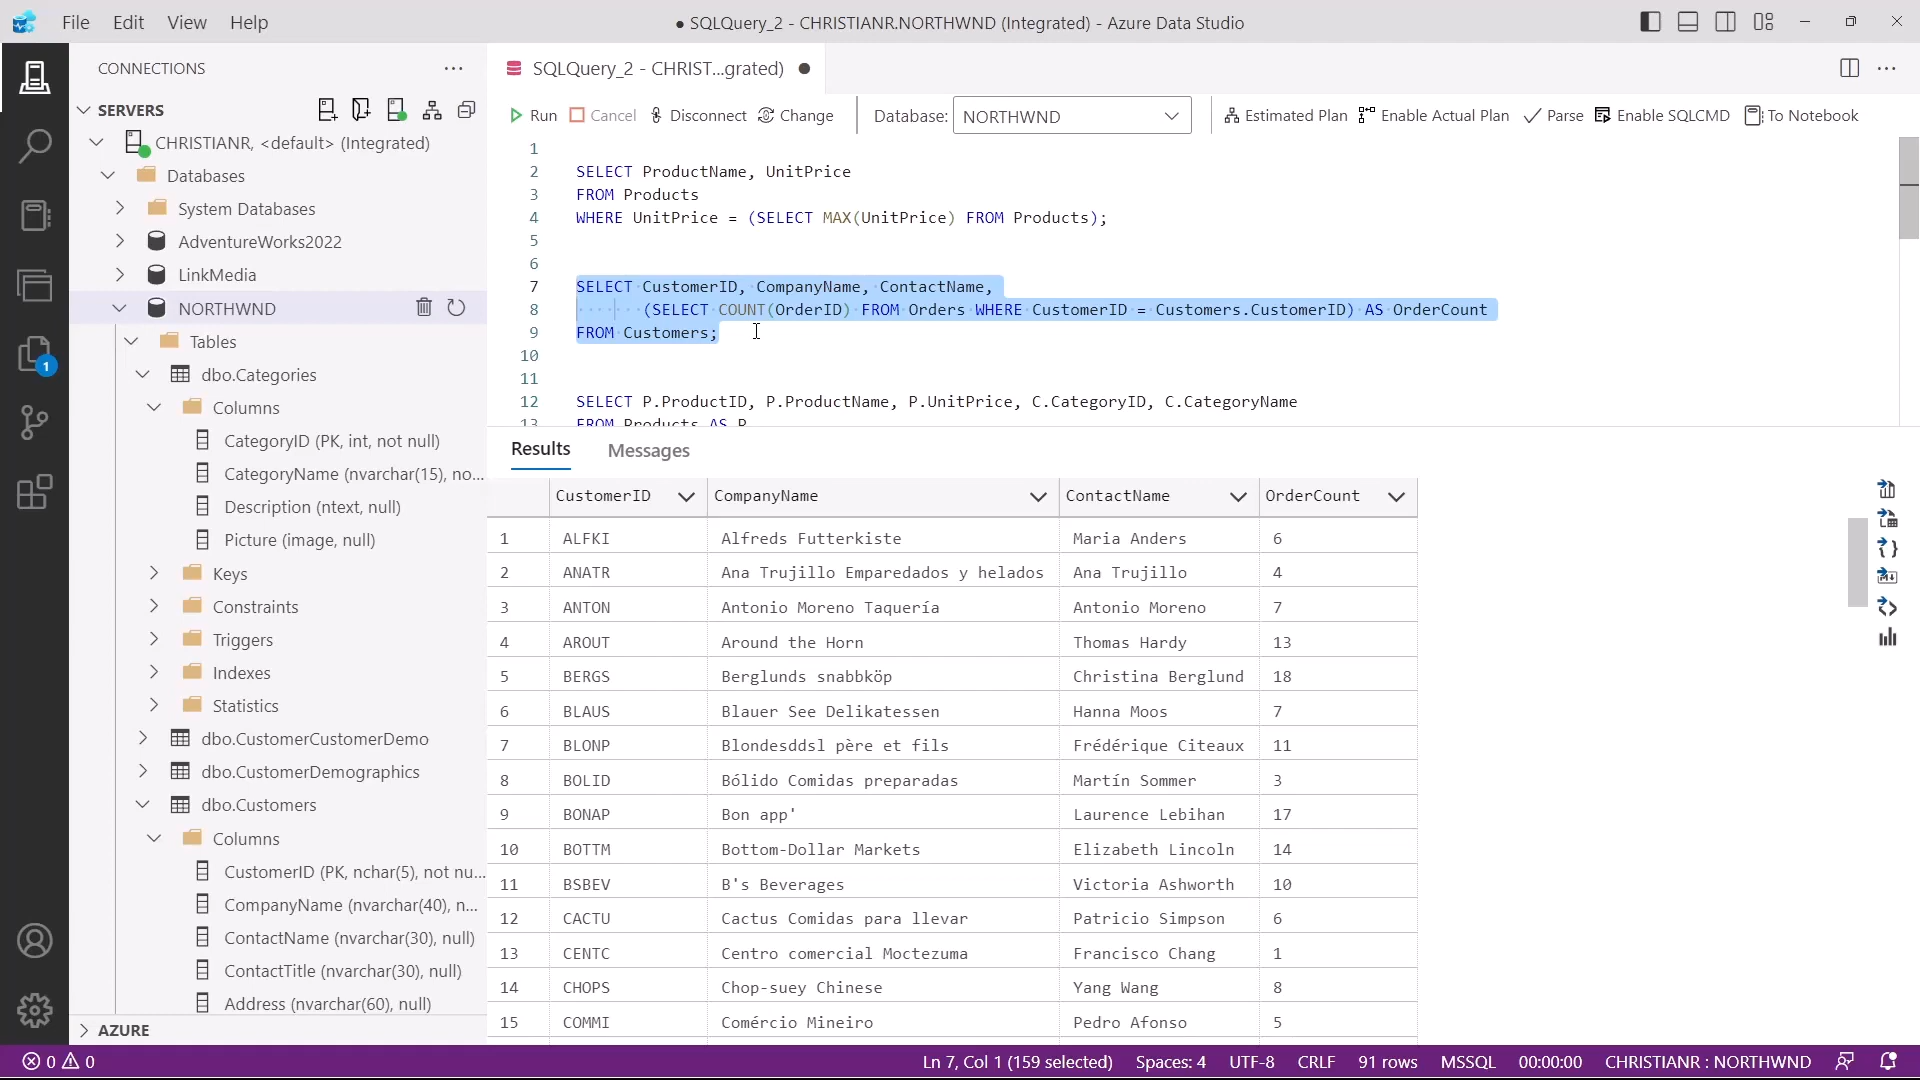 File Edit View Help
● SQLQuery_2 - CHRISTIANR.NORTHWND (Integrated) - Azure Data Studio
CONNECTIONS
SQLQuery_2 - CHRIST...grated) ●
SERVERS
Run Cancel Disconnect Change Database: NORTHWND Estimated Plan Enable Actual Plan Parse Enable SQLCMD To Notebook
CHRISTIANR, <default> (Integrated)
Databases
System Databases
AdventureWorks2022
LinkMedia
NORTHWND
Tables
dbo.Categories
Columns
CategoryID (PK, int, not null)
CategoryName (nvarchar(15), no...
Description (ntext, null)
Picture (image, null)
Keys
Constraints
Triggers
Indexes
Statistics
dbo.CustomerCustomerDemo
dbo.CustomerDemographics
dbo.Customers
Columns
CustomerID (PK, nchar(5), not nu...
CompanyName (nvarchar(40), n...
ContactName (nvarchar(30), null)
ContactTitle (nvarchar(30), null)
Address (nvarchar(60), null)
AZURE
1
1
2 SELECT ProductName, UnitPrice
3 FROM Products
4 WHERE UnitPrice = (SELECT MAX(UnitPrice) FROM Products);
5
6
7 SELECT CustomerID, CompanyName, ContactName,
8 (SELECT COUNT(OrderID) FROM Orders WHERE CustomerID = Customers.CustomerID) AS OrderCount
9 FROM Customers;
10
11
12 SELECT P.ProductID, P.ProductName, P.UnitPrice, C.CategoryID, C.CategoryName
13 FROM Products AS P
Results Messages
CustomerID CompanyName ContactName OrderCount
1 ALFKI Alfreds Futterkiste Maria Anders 6
2 ANATR Ana Trujillo Emparedados y helados Ana Trujillo 4
3 ANTON Antonio Moreno Taquería Antonio Moreno 7
4 AROUT Around the Horn Thomas Hardy 13
5 BERGS Berglunds snabbköp Christina Berglund 18
6 BLAUS Blauer See Delikatessen Hanna Moos 7
7 BLONP Blondesddsl père et fils Frédérique Citeaux 11
8 BOLID Bólido Comidas preparadas Martín Sommer 3
9 BONAP Bon app' Laurence Lebihan 17
10 BOTTM Bottom-Dollar Markets Elizabeth Lincoln 14
11 BSBEV B's Beverages Victoria Ashworth 10
12 CACTU Cactus Comidas para llevar Patricio Simpson 6
13 CENTC Centro comercial Moctezuma Francisco Chang 1
14 CHOPS Chop-suey Chinese Yang Wang 8
15 COMMI Comércio Mineiro Pedro Afonso 5
0 0 Ln 7, Col 1 (159 selected) Spaces: 4 UTF-8 CRLF 91 rows MSSQL 00:00:00 CHRISTIANR : NORTHWND